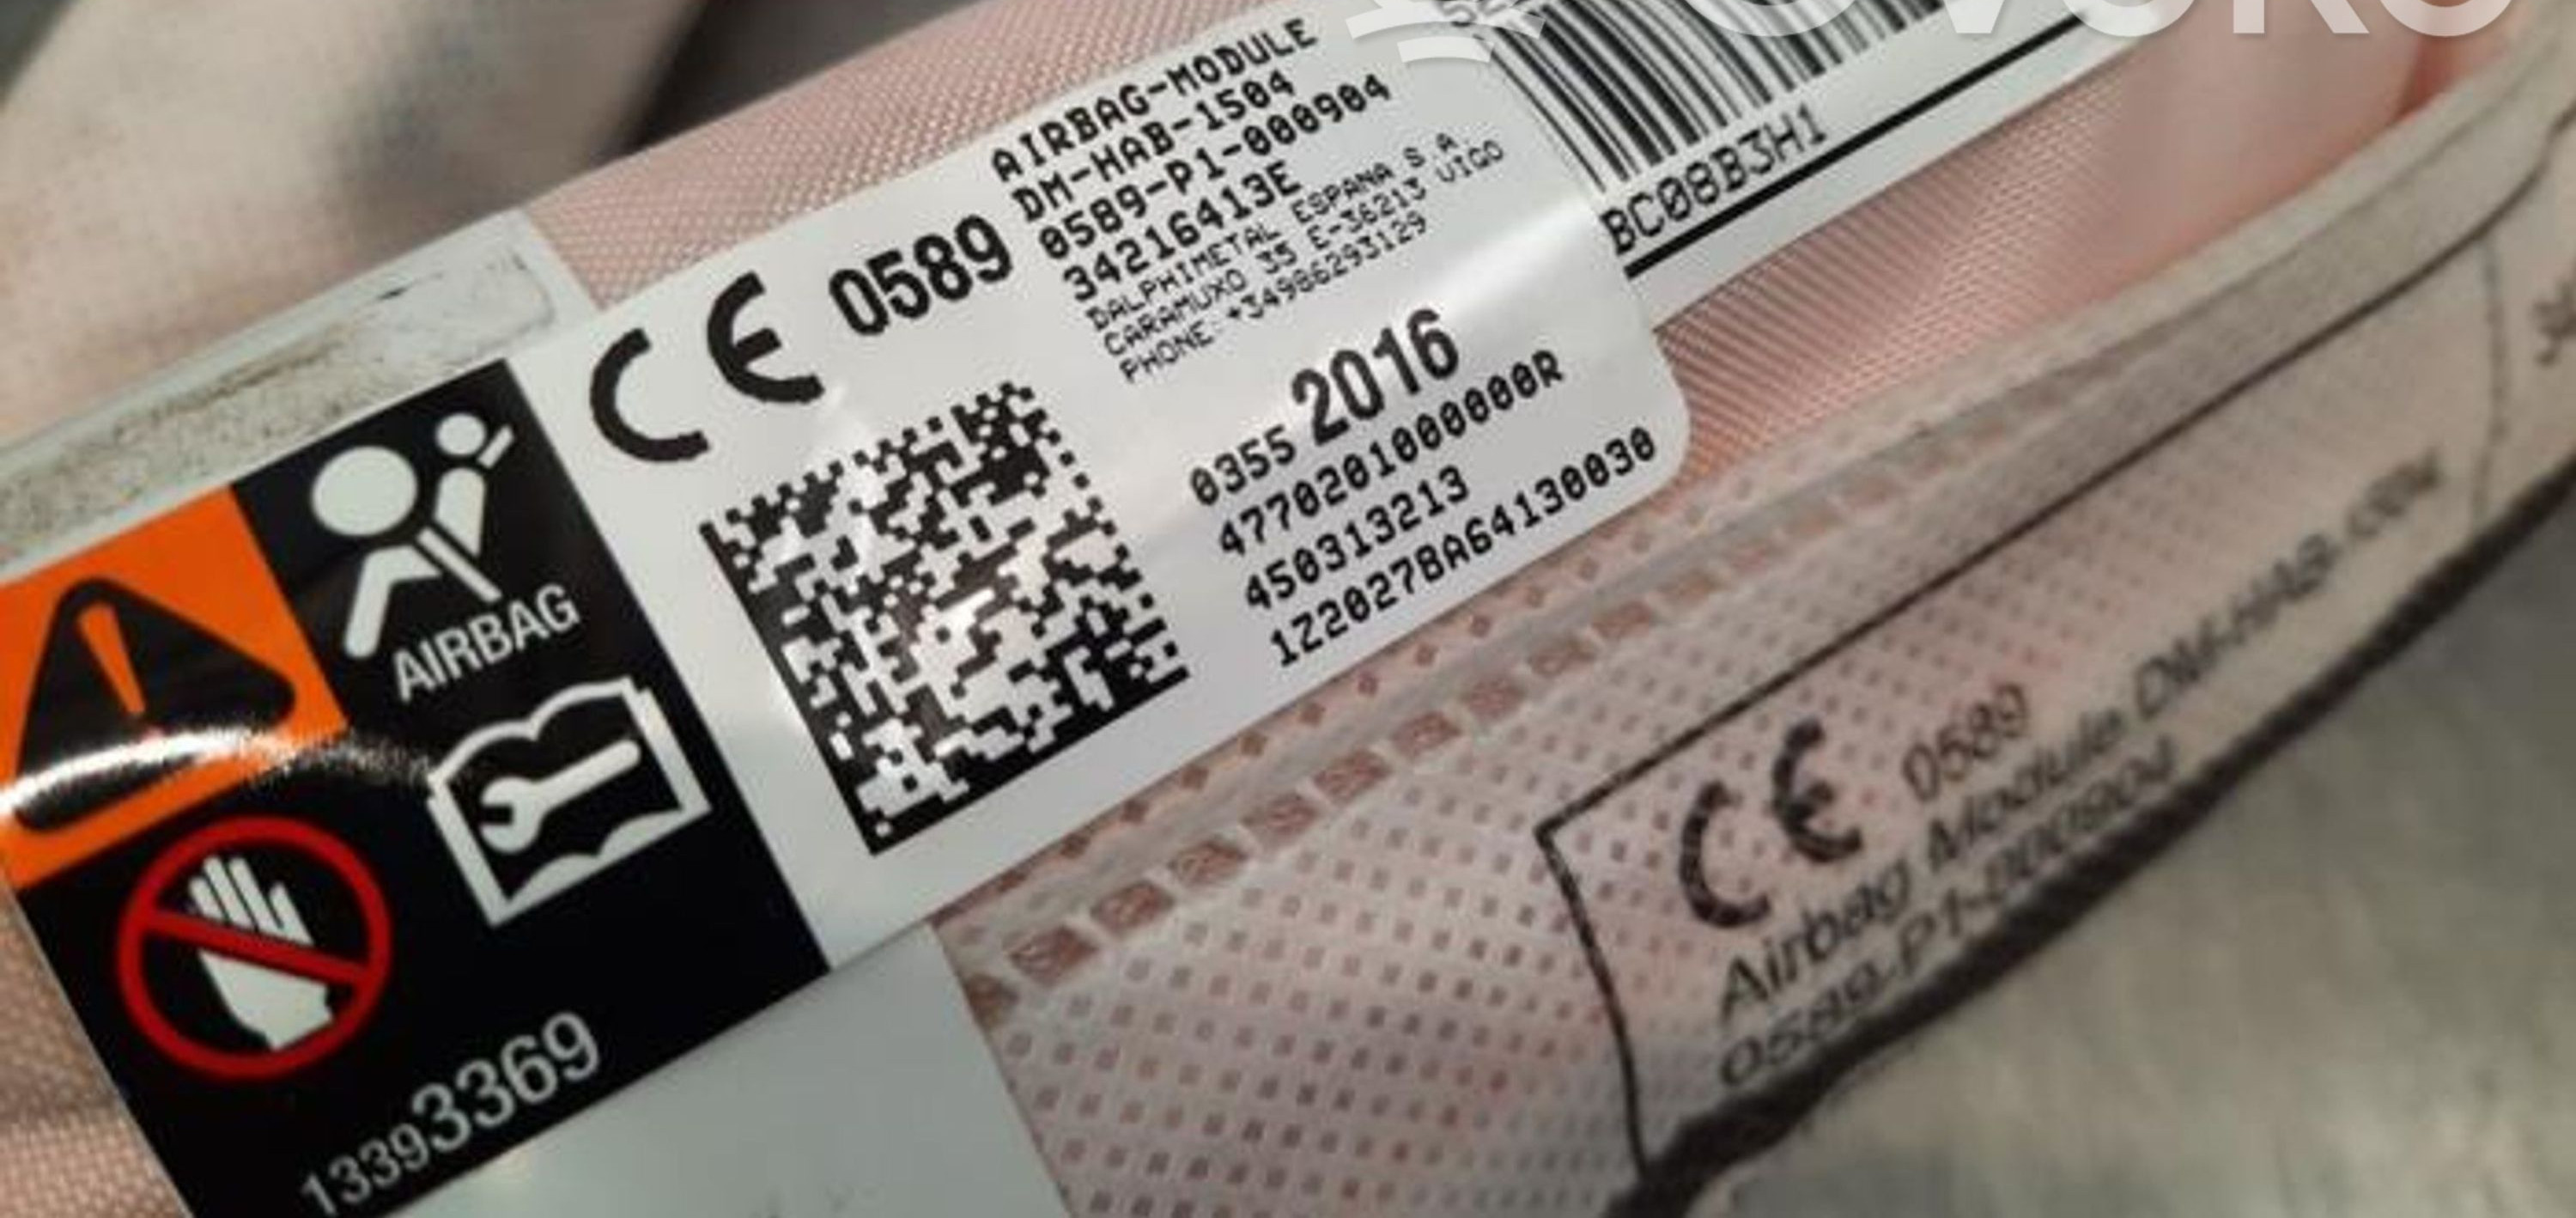 AIRBAG-MODULE
DM-HAB-1504
0589-P1-000904
34216413E
DALPHIMETAL ESPANA S.A.
CARAMUXO 35 E-36213 VIGO
PHONE: +34986293129
CE 0589
0355 2016
4770201000000R
450313213
1Z20278A64130030
BC08B3H1
AIRBAG
13393369
CE 0589
Airbag Module DM-HAB-
0589-P1-000904